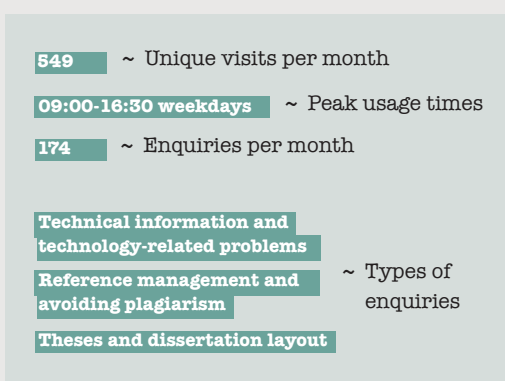 549 ~ Unique visits per month
09:00-16:30 weekdays ~ Peak usage times
174 ~ Enquiries per month
Technical information and
technology-related problems
Reference management and
avoiding plagiarism
Theses and dissertation layout
~ Types of
enquiries